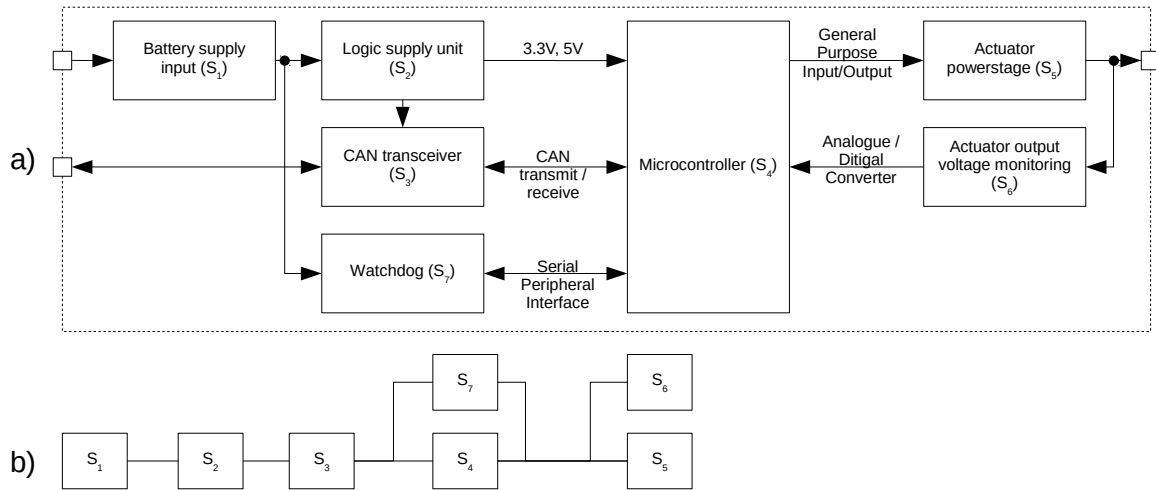 Battery supply
input (S₁)
Logic supply unit
(S₂)
3.3V, 5V
General
Purpose
Input/Output
Actuator
powerstage (S₅)
a)
CAN transceiver
(S₃)
CAN
transmit /
receive
Microcontroller (S₄)
Analogue /
Ditigal
Converter
Actuator output
voltage monitoring
(S₆)
Watchdog (S₇)
Serial
Peripheral
Interface
S₇
S₆
b)
S₁
S₂
S₃
S₄
S₅